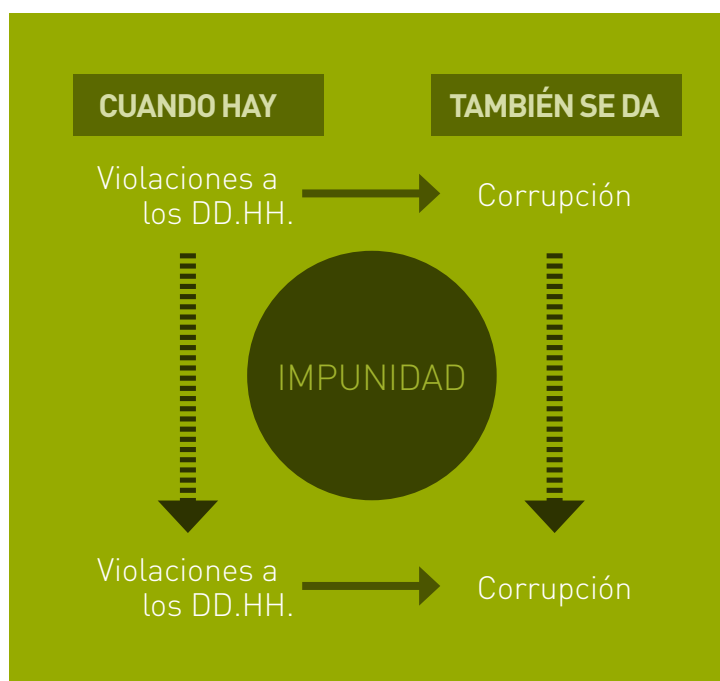 CUANDO HAY
TAMBIÉN SE DA
Violaciones a
los DD.HH.
Corrupción
IMPUNIDAD
Violaciones a
los DD.HH.
Corrupción